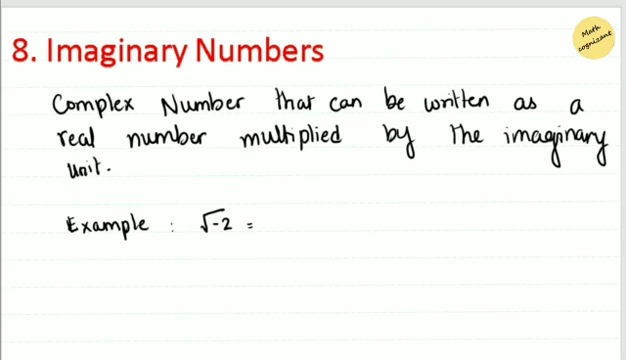 Math
cognizant
8. Imaginary Numbers
Complex Number that can be written as a
real number multiplied by the imaginary
unit.
Example : √-2 =